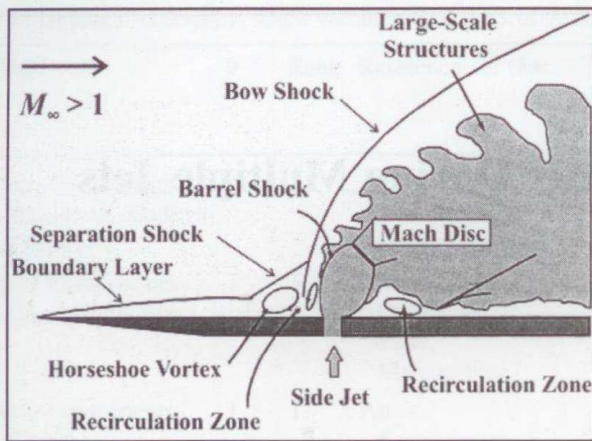 Large-Scale
Structures
M∞ > 1
Bow Shock
Barrel Shock
Mach Disc
Separation Shock
Boundary Layer
Horseshoe Vortex
Side Jet
Recirculation Zone
Recirculation Zone